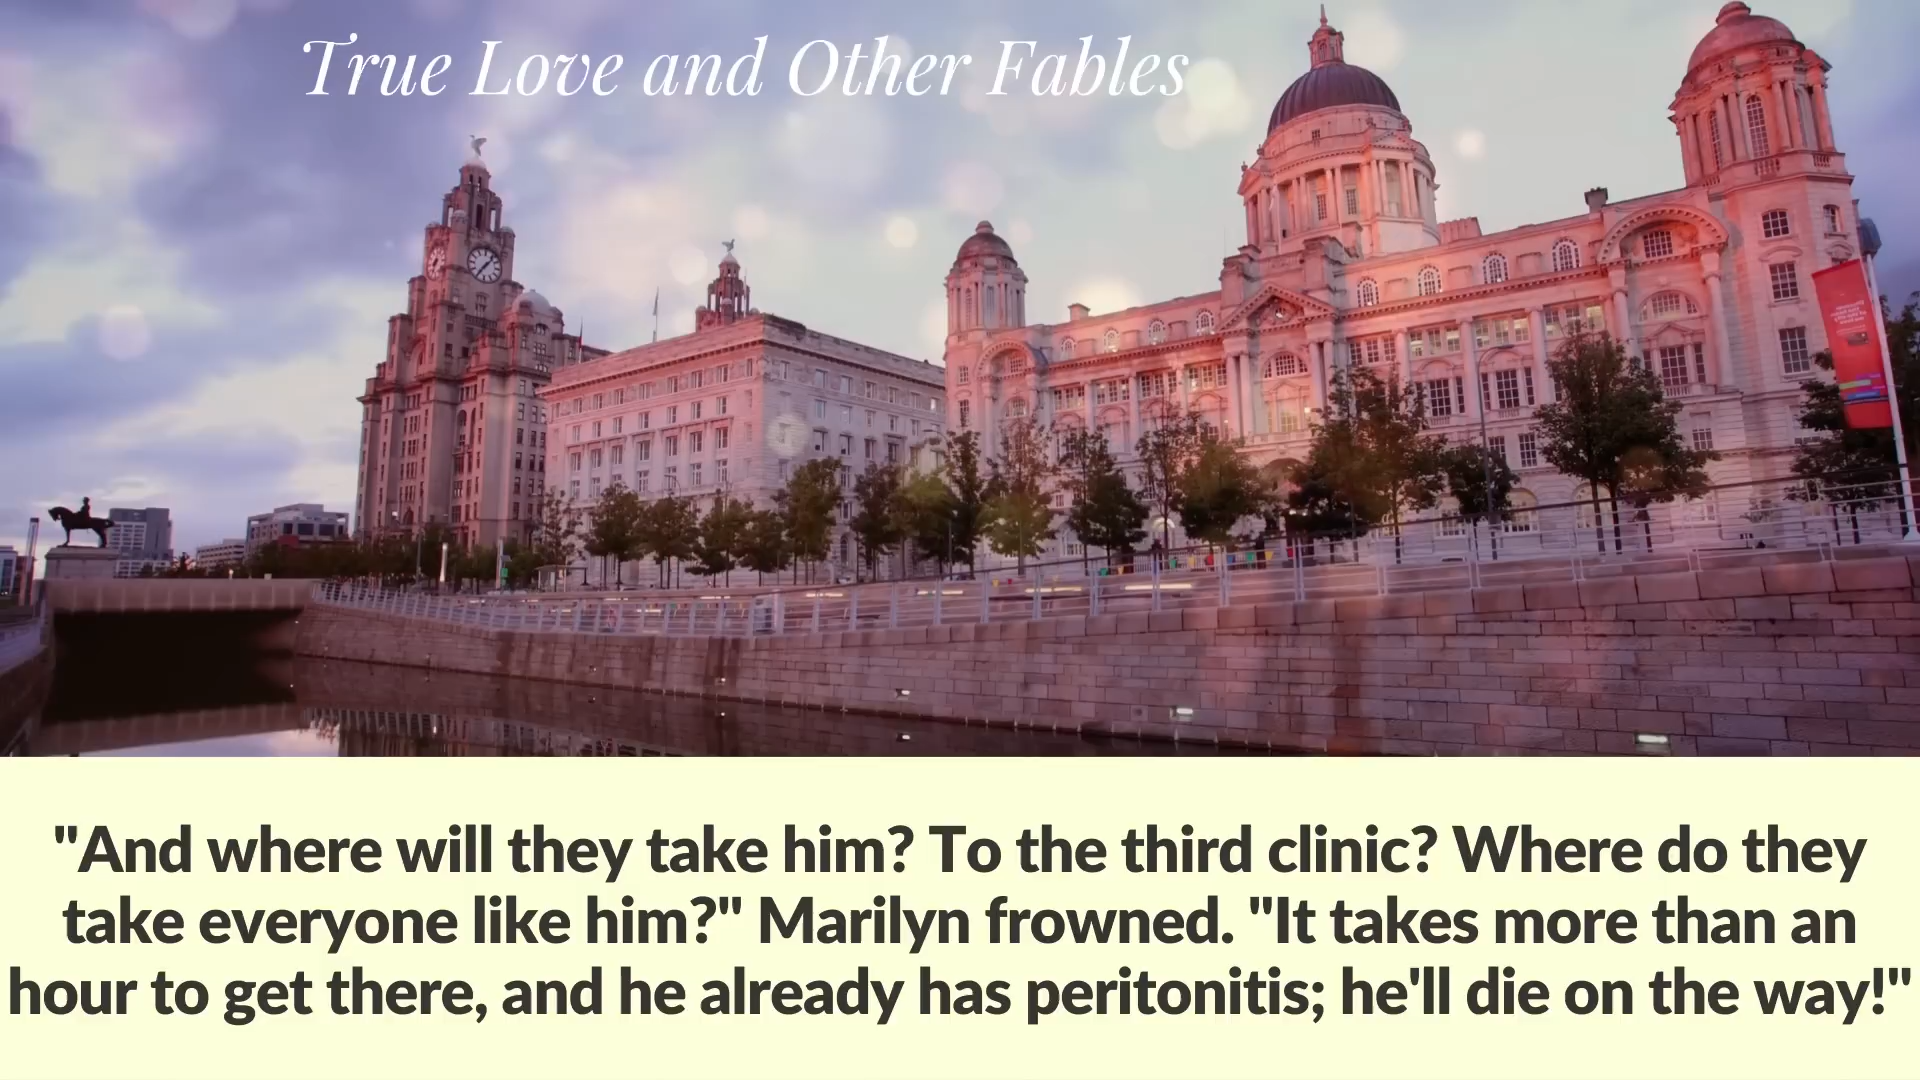 True Love and Other Fables
"And where will they take him? To the third clinic? Where do they
take everyone like him?" Marilyn frowned. "It takes more than an
hour to get there, and he already has peritonitis; he'll die on the way!"